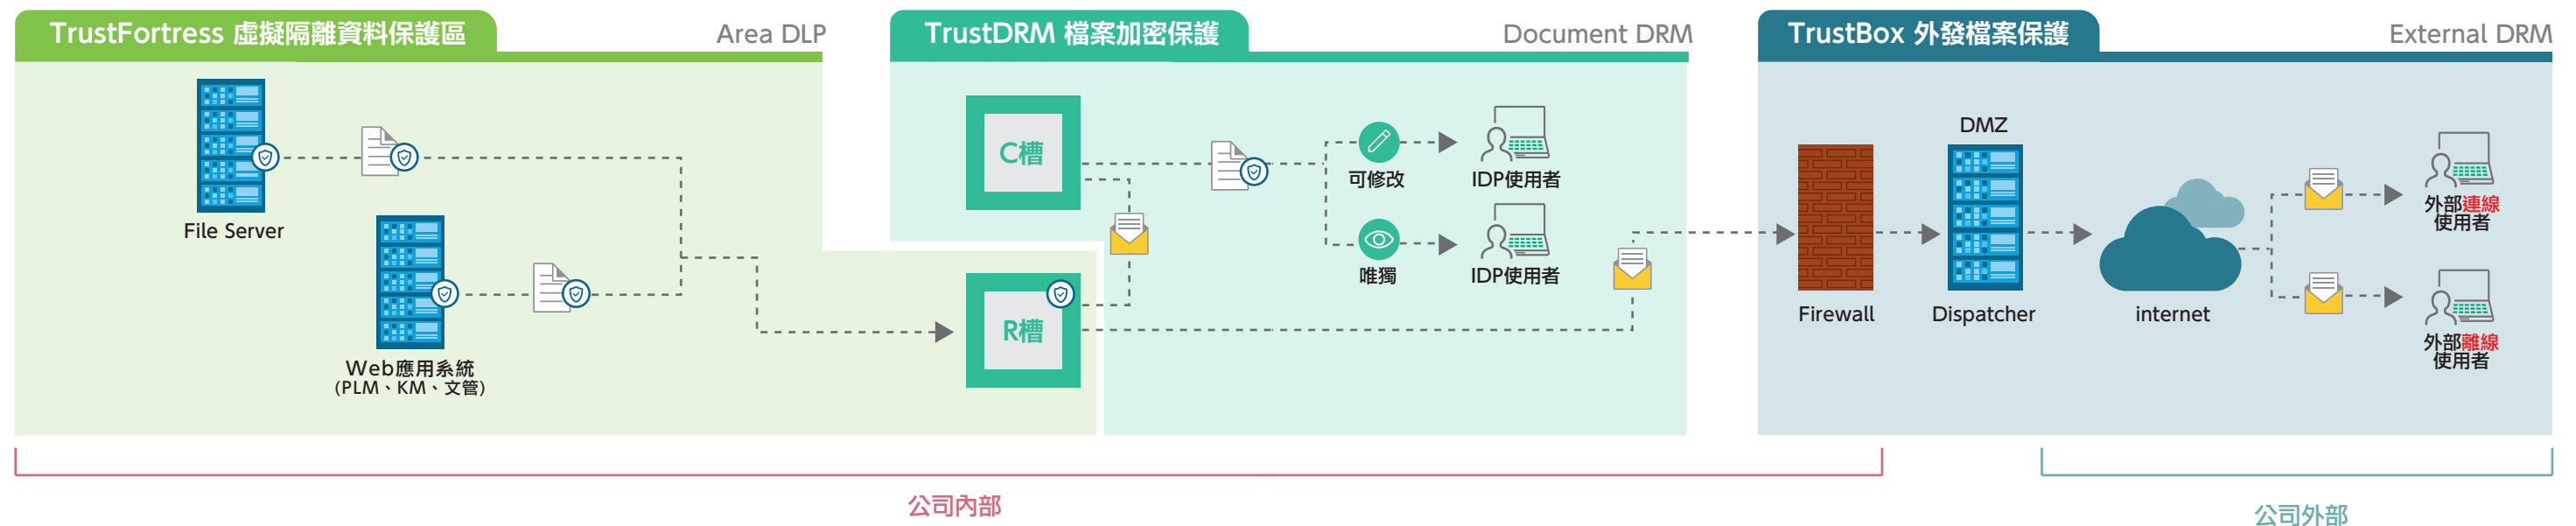 TrustFortress 虛擬隔離資料保護區
Area DLP
File Server
Web應用系統
(PLM、KM、文管)
TrustDRM 檔案加密保護
Document DRM
C槽
R槽
可修改
IDP使用者
唯獨
IDP使用者
TrustBox 外發檔案保護
External DRM
Firewall
DMZ
Dispatcher
internet
外部連線
使用者
外部離線
使用者
公司內部
公司外部